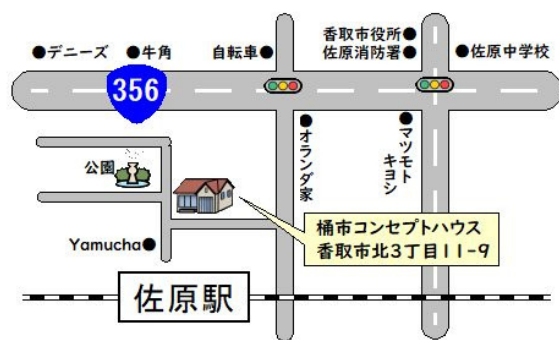 香取市役所
●デニーズ ●牛角 自転車● 佐原消防署● ●佐原中学校
356
オランダ家
マツモト
キヨシ
公園
桶市コンセプトハウス
香取市北3丁目11-9
Yamucha●
佐原駅